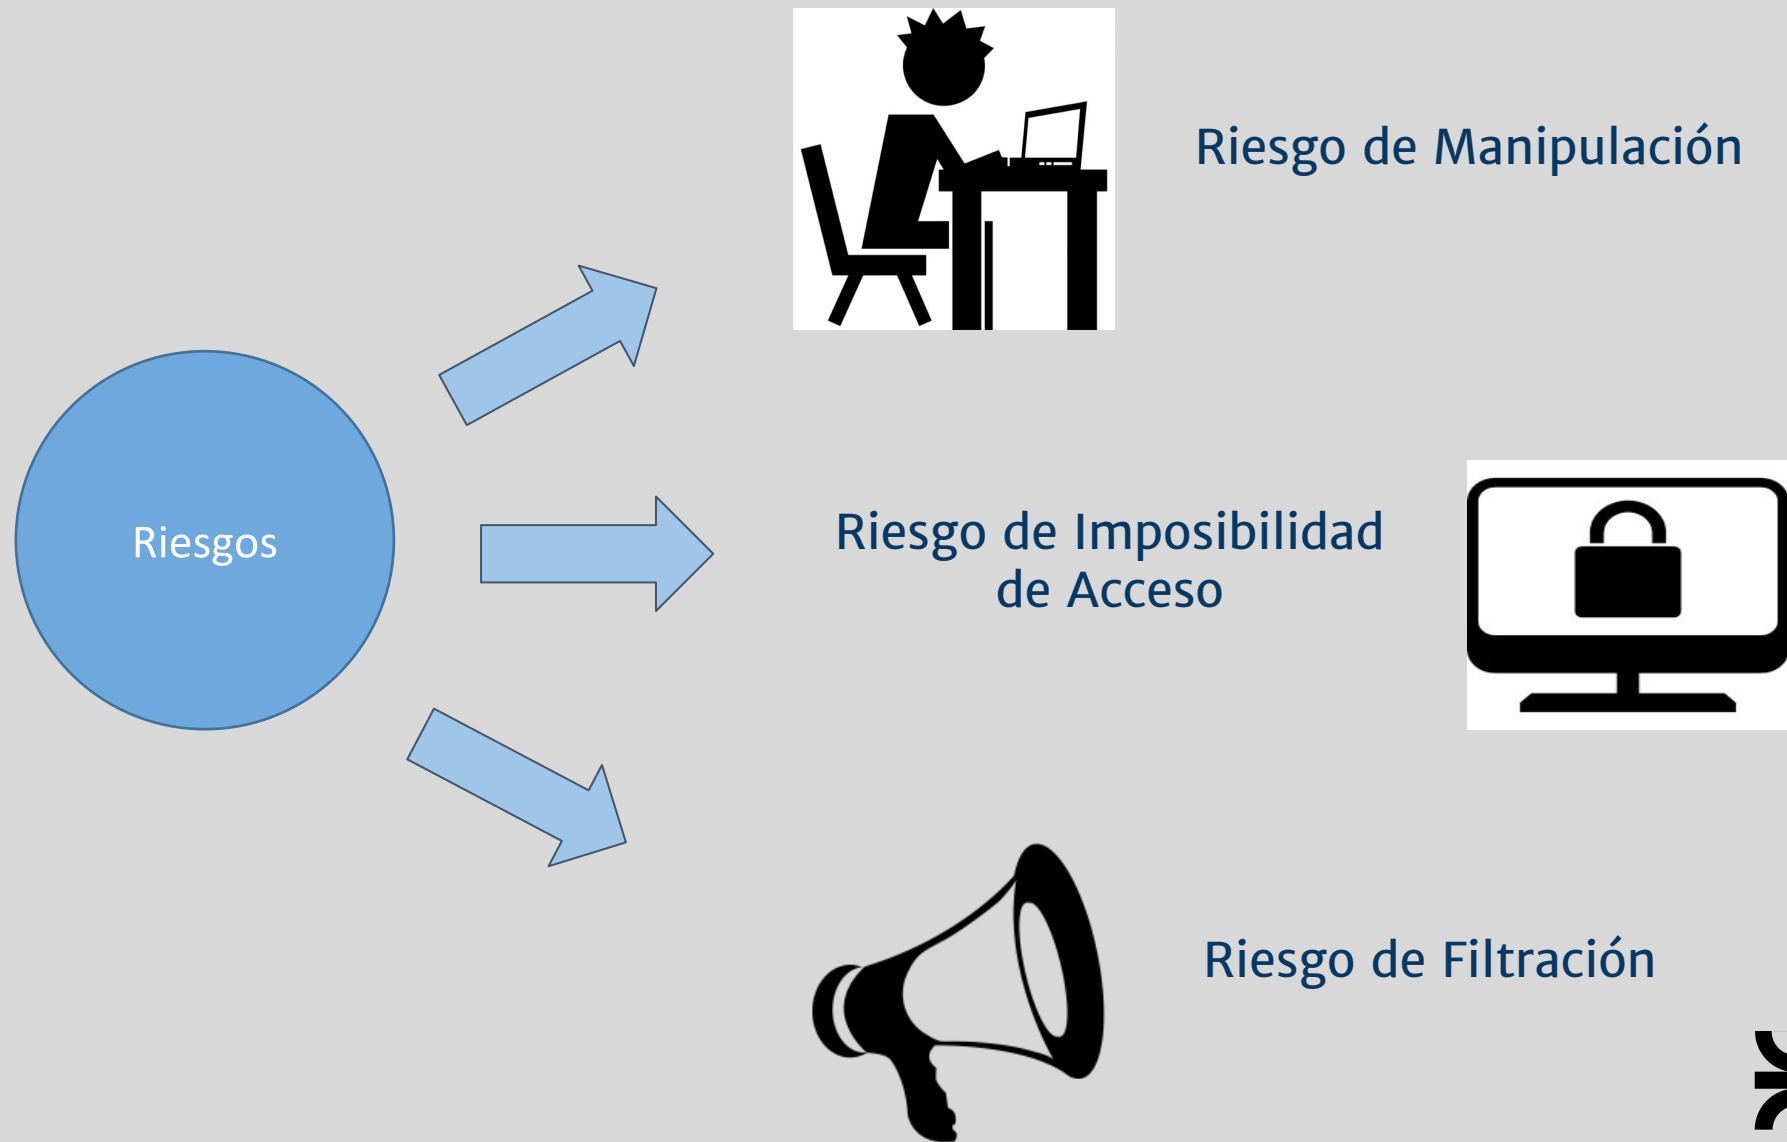 Riesgo de Manipulación
Riesgos
Riesgo de Imposibilidad
de Acceso
Riesgo de Filtración